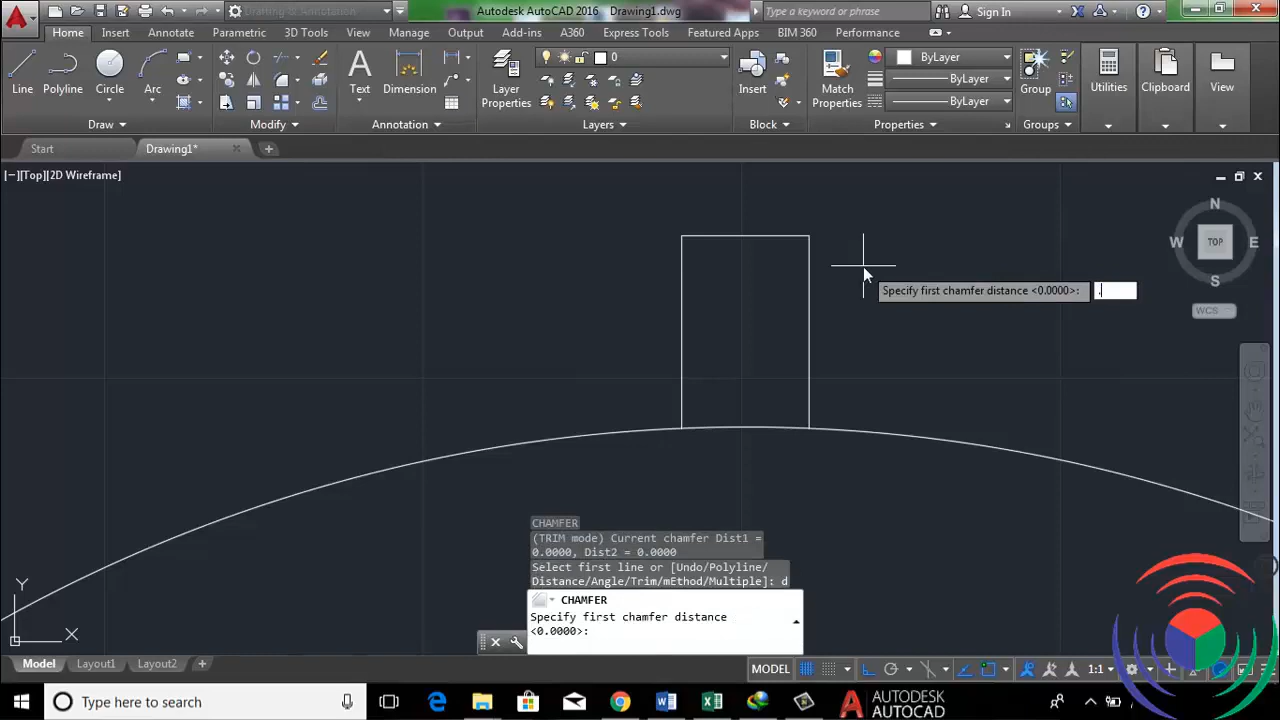 Drawing & Annotation
Autodesk AutoCAD 2016 Drawing1.dwg
Type a keyword or phrase
Sign In
Home Insert Annotate Parametric 3D Tools View Manage Output Add-ins A360 Express Tools Featured Apps BIM 360 Performance
Line Polyline Circle Arc
Text Dimension
Layer
Properties
0
Insert
Match
Properties
ByLayer
ByLayer
ByLayer
Group
Utilities
Clipboard
View
Draw Modify Annotation Layers Block Properties Groups
Start Drawing1*
[−][Top][2D Wireframe]
N
W TOP E
S
WCS
Specify first chamfer distance <0.0000>: .
CHAMFER
(TRIM mode) Current chamfer Dist1 =
0.0000, Dist2 = 0.0000
Select first line or [Undo/Polyline/
Distance/Angle/Trim/mEthod/Multiple]: d
CHAMFER
Specify first chamfer distance
<0.0000>:
Y
X
Model Layout1 Layout2
MODEL
1:1
Type here to search
AUTODESK
AUTOCAD